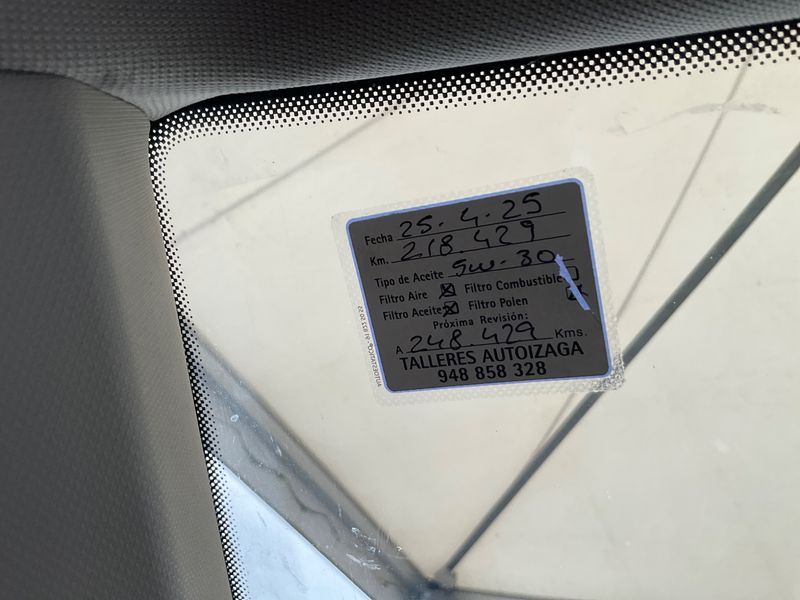 Fecha 25.4.25
Km. 218.429
Tipo de Aceite 5w-30
Filtro Aire Filtro Combustible
Filtro Aceite Filtro Polen
Próxima Revisión:
A 248.429 Kms.
TALLERES AUTOIZAGA
948 858 328